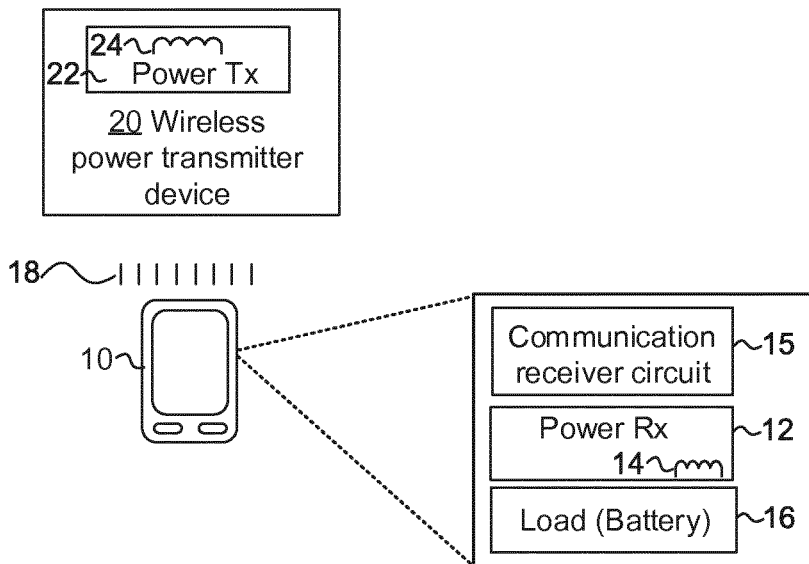 24
22 Power Tx
20 Wireless
power transmitter
device
18
10
Communication
receiver circuit
15
Power Rx
12
14
Load (Battery)
16